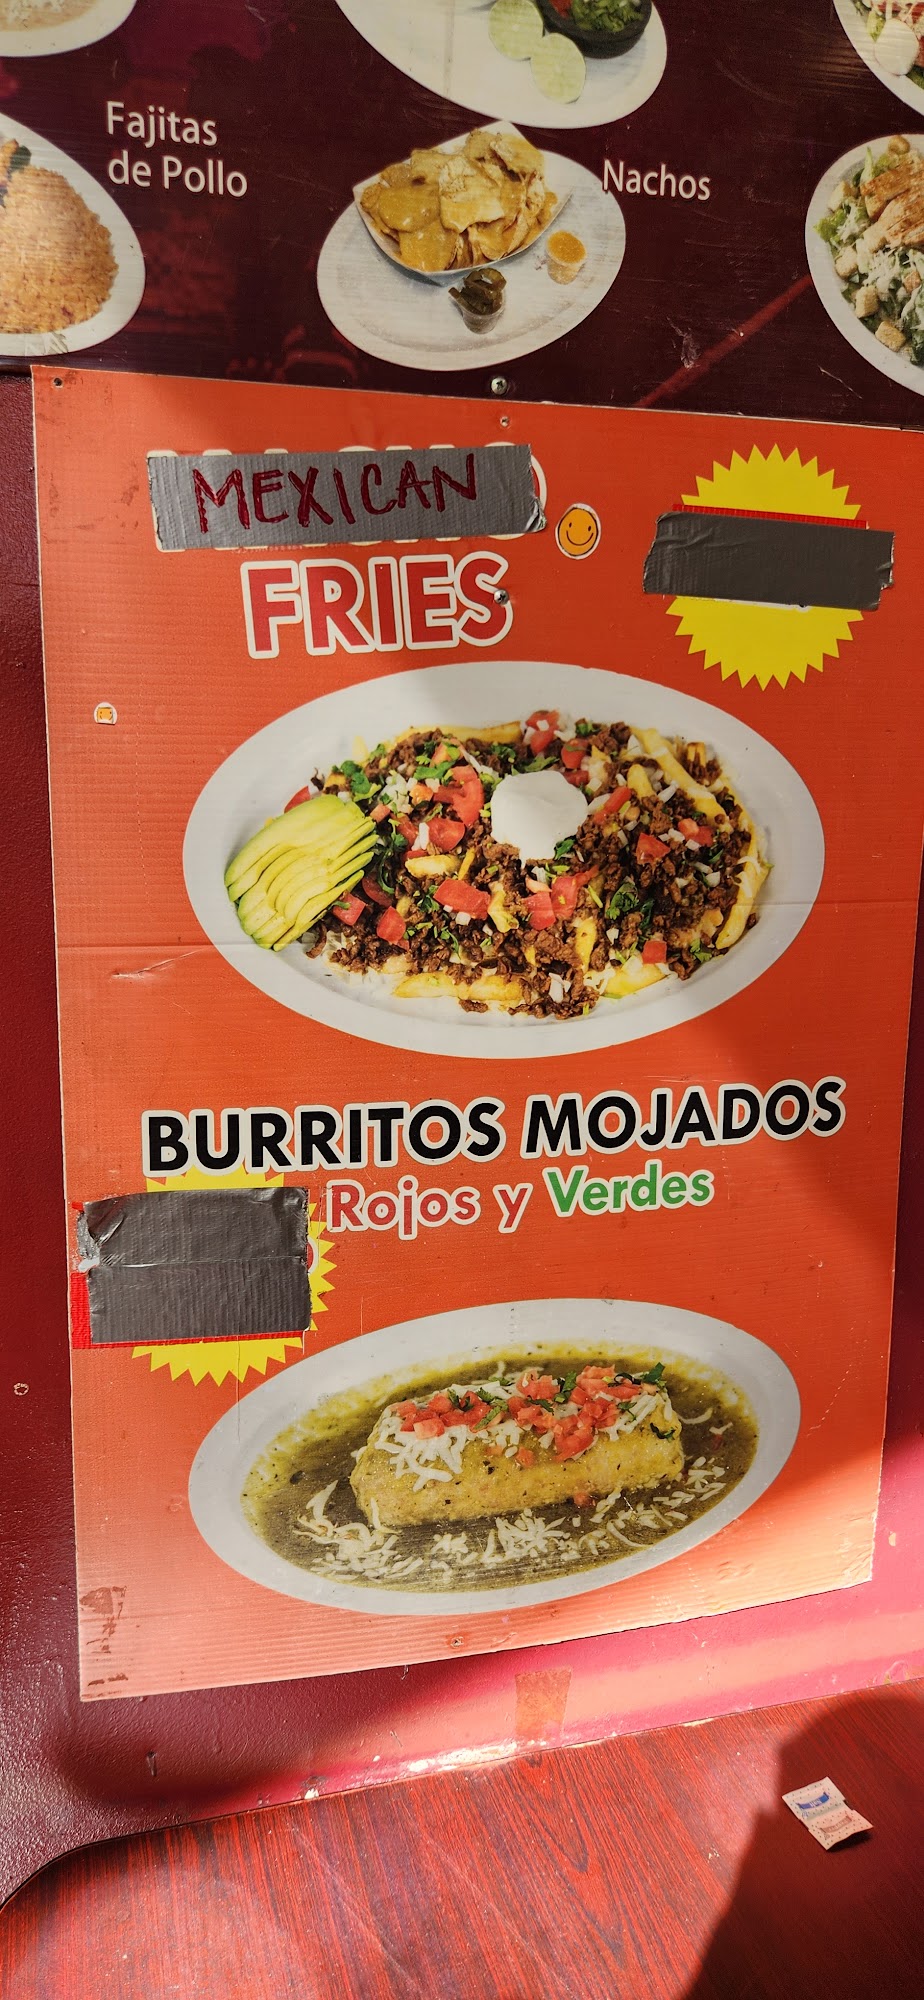 Fajitas
de Pollo
Nachos
MEXICAN
FRIES
BURRITOS MOJADOS
Rojos y Verdes